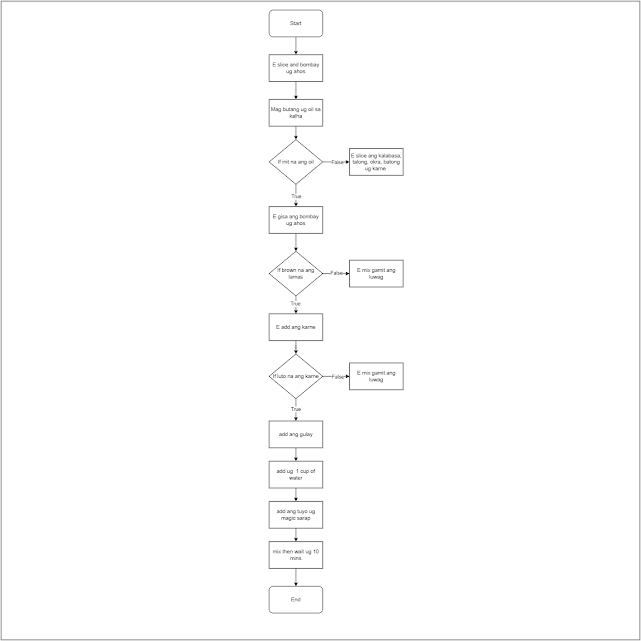 Start
E slice and bombay
ug ahos
Mag butang ug oil sa
kalha
If init na ang oil
False
E slice ang kalabasa,
talong, okra, batong
ug karne
True
E gisa ang bombay
ug ahos
If brown na ang
lamas
False
E mix gamit ang
luwag
True
E add ang karne
If luto na ang karne
False
E mix gamit ang
luwag
True
add ang gulay
add ug 1 cup of
water
add ang tuyo ug
magic sarap
mix then wait ug 10
mins
End